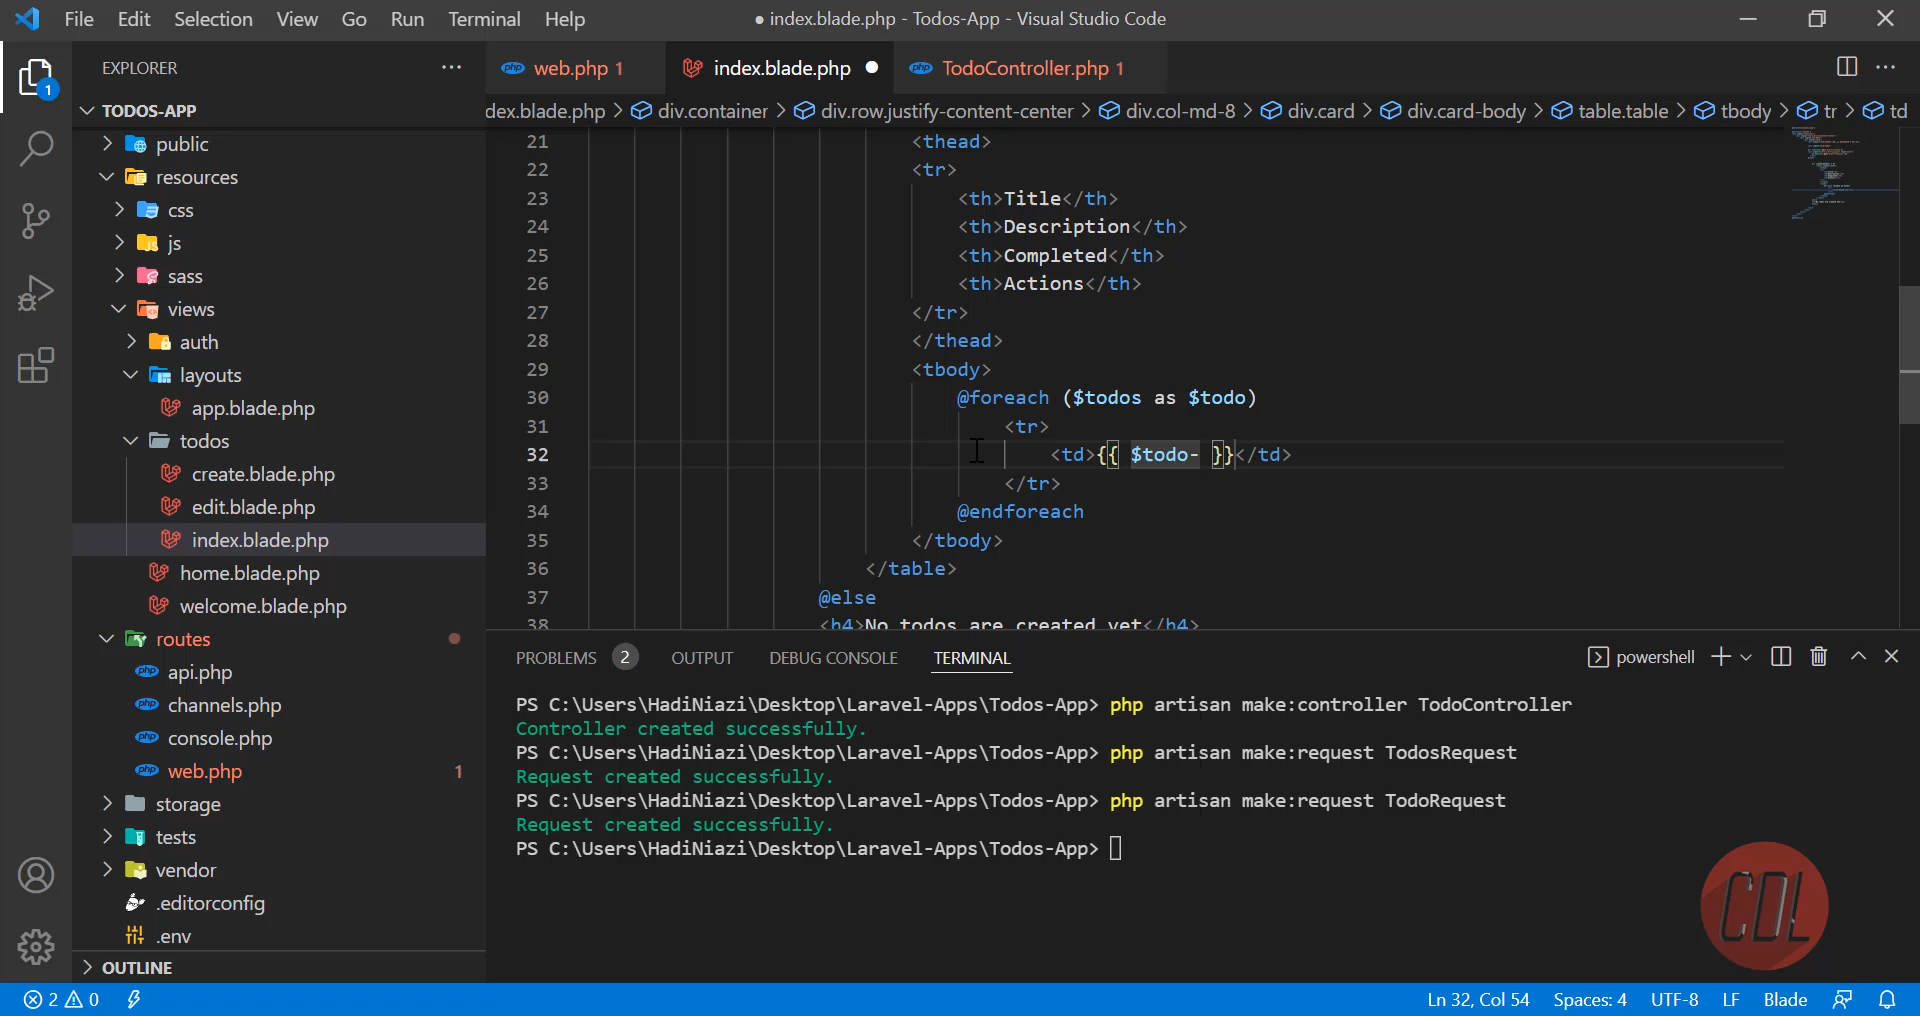 File Edit Selection View Go Run Terminal Help
● index.blade.php - Todos-App - Visual Studio Code
EXPLORER
web.php 1
index.blade.php
TodoController.php 1
TODOS-APP
dex.blade.php > div.container > div.row.justify-content-center > div.col-md-8 > div.card > div.card-body > table.table > tbody > tr > td
1
public
resources
css
js
sass
views
auth
layouts
app.blade.php
todos
create.blade.php
edit.blade.php
index.blade.php
home.blade.php
welcome.blade.php
routes
api.php
channels.php
console.php
web.php 1
storage
tests
vendor
.editorconfig
.env
OUTLINE
21 <thead>
22 <tr>
23 <th>Title</th>
24 <th>Description</th>
25 <th>Completed</th>
26 <th>Actions</th>
27 </tr>
28 </thead>
29 <tbody>
30 @foreach ($todos as $todo)
31 <tr>
32 <td>{{ $todo- }}</td>
33 </tr>
34 @endforeach
35 </tbody>
36 </table>
37 @else
38 <h4>No todos are created yet</h4>
PROBLEMS 2 OUTPUT DEBUG CONSOLE TERMINAL
powershell
PS C:\Users\HadiNiazi\Desktop\Laravel-Apps\Todos-App> php artisan make:controller TodoController
Controller created successfully.
PS C:\Users\HadiNiazi\Desktop\Laravel-Apps\Todos-App> php artisan make:request TodosRequest
Request created successfully.
PS C:\Users\HadiNiazi\Desktop\Laravel-Apps\Todos-App> php artisan make:request TodoRequest
Request created successfully.
PS C:\Users\HadiNiazi\Desktop\Laravel-Apps\Todos-App>
CDL
2 0
Ln 32, Col 54 Spaces: 4 UTF-8 LF Blade